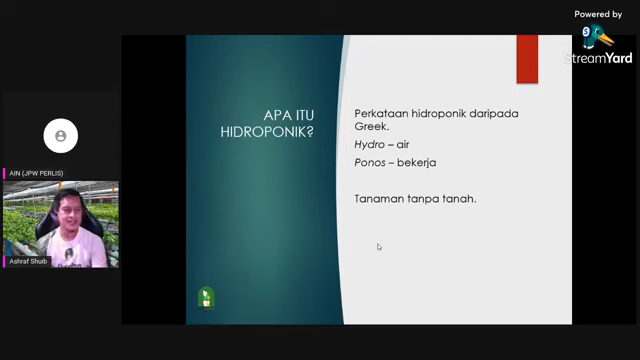 Powered by
StreamYard
APA ITU
HIDROPONIK?
Perkataan hidroponik daripada
Greek.
Hydro – air
Ponos – bekerja
Tanaman tanpa tanah.
AIN (JPW PERLIS)
Ashraf Shuib